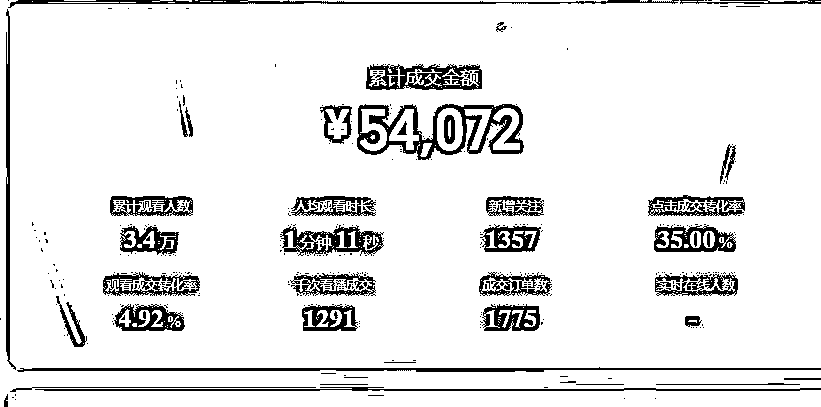 累计成交金额
¥54,072
累计观看人数 人均观看时长 新增关注 点击成交转化率
3.4万 1分钟11秒 1357 35.00%
观看成交转化率 千次看播成交 成交订单数 实时在线人数
4.92% 1291 1775 –